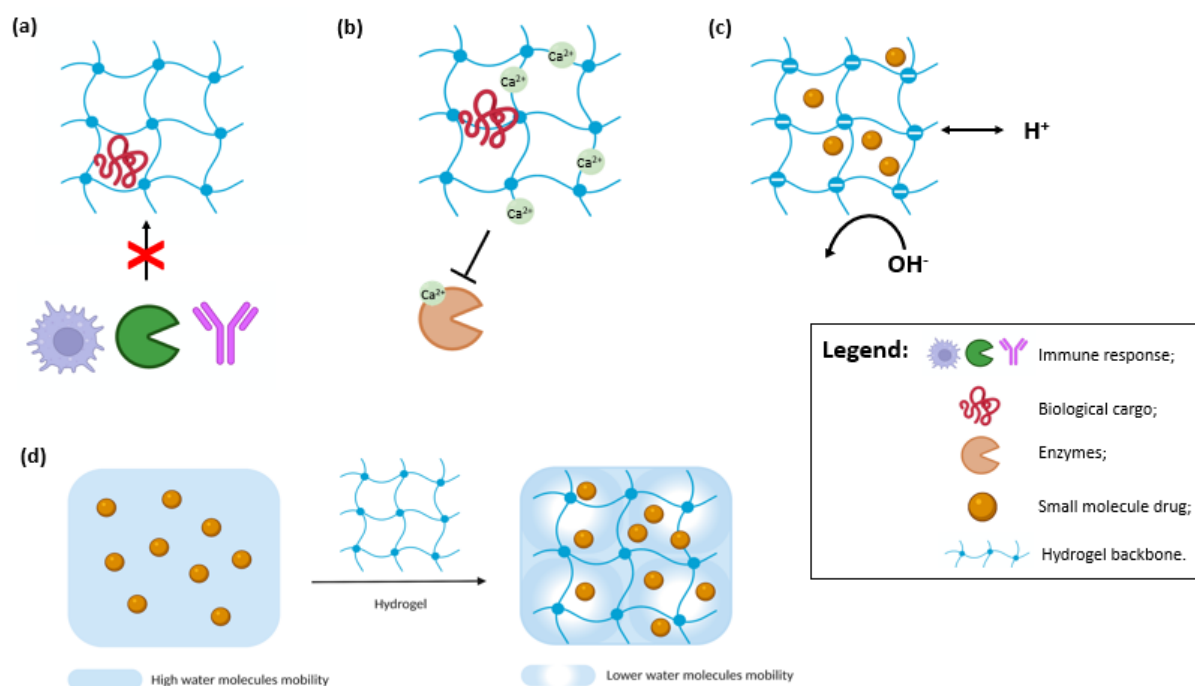 (a)
(b)
Ca²⁺
Ca²⁺
Ca²⁺
Ca²⁺
Ca²⁺
(c)
H⁺
OH⁻
Legend:
Immune response;
Biological cargo;
Enzymes;
Small molecule drug;
Hydrogel backbone.
(d)
Hydrogel
High water molecules mobility
Lower water molecules mobility